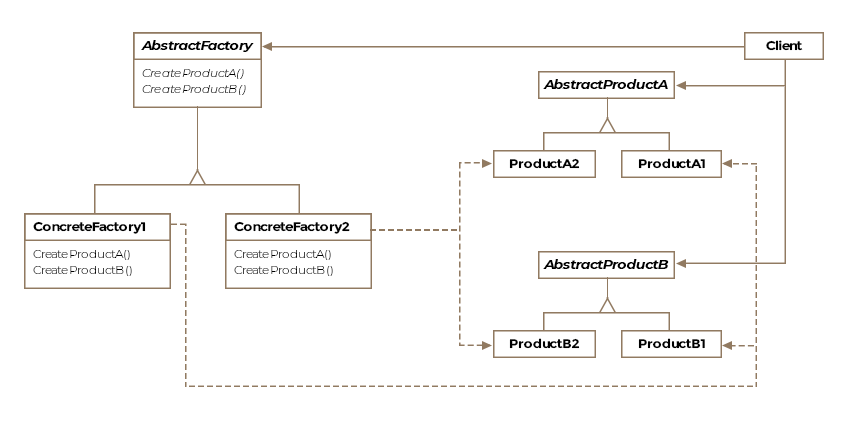 AbstractFactory
CreateProductA()
CreateProductB()
Client
AbstractProductA
ProductA2
ProductA1
ConcreteFactory1
CreateProductA()
CreateProductB()
ConcreteFactory2
CreateProductA()
CreateProductB()
AbstractProductB
ProductB2
ProductB1